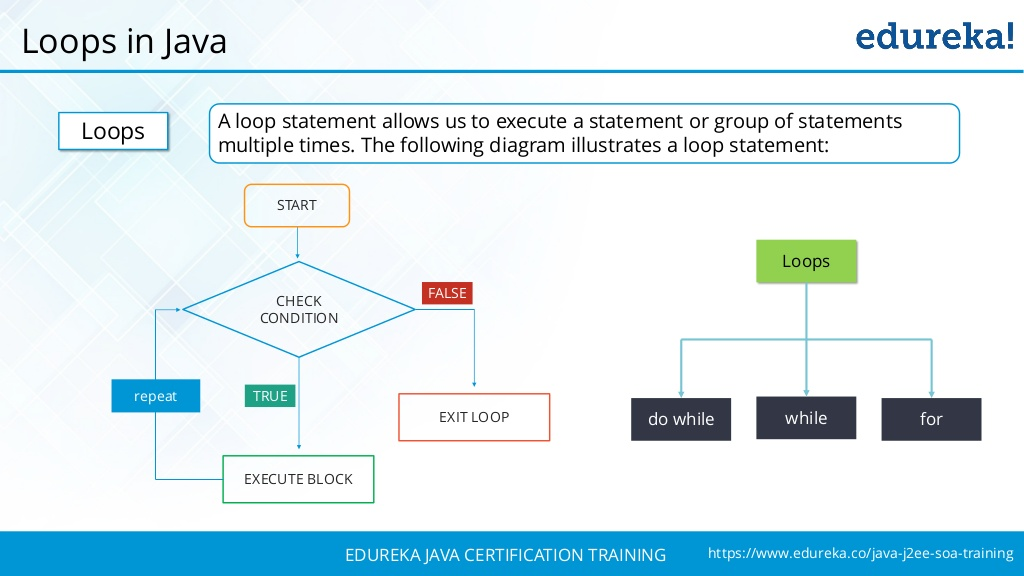 Loops in Java
edureka!
Loops
A loop statement allows us to execute a statement or group of statements
multiple times. The following diagram illustrates a loop statement:
START
CHECK
CONDITION
FALSE
TRUE
repeat
EXIT LOOP
EXECUTE BLOCK
Loops
do while
while
for
EDUREKA JAVA CERTIFICATION TRAINING
https://www.edureka.co/java-j2ee-soa-training